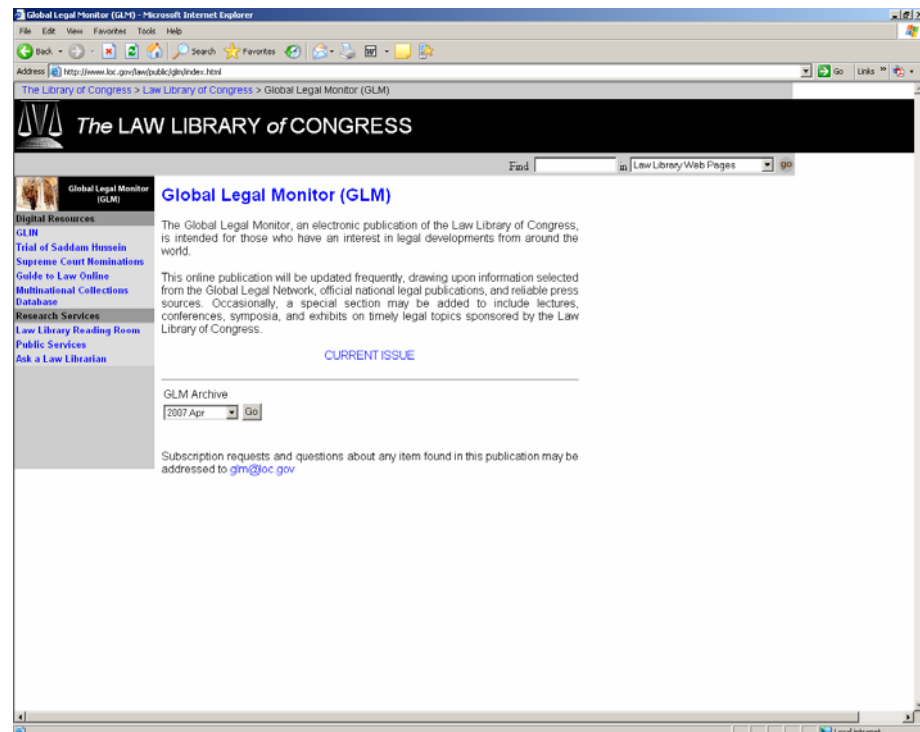 Global Legal Monitor (GLM) - Microsoft Internet Explorer
File Edit View Favorites Tools Help
Back Search Favorites
Address http://www.loc.gov/law/public/glm/index.html Go Links »
The Library of Congress > Law Library of Congress > Global Legal Monitor (GLM)
The LAW LIBRARY of CONGRESS
Find in Law Library Web Pages go
Global Legal Monitor
(GLM)
Digital Resources
GLIN
Trial of Saddam Hussein
Supreme Court Nominations
Guide to Law Online
Multinational Collections
Database
Research Services
Law Library Reading Room
Public Services
Ask a Law Librarian
Global Legal Monitor (GLM)
The Global Legal Monitor, an electronic publication of the Law Library of Congress,
is intended for those who have an interest in legal developments from around the
world.
This online publication will be updated frequently, drawing upon information selected
from the Global Legal Network, official national legal publications, and reliable press
sources. Occasionally, a special section may be added to include lectures,
conferences, symposia, and exhibits on timely legal topics sponsored by the Law
Library of Congress.
CURRENT ISSUE
GLM Archive
2007 Apr Go
Subscription requests and questions about any item found in this publication may be
addressed to glm@loc.gov
Local intranet